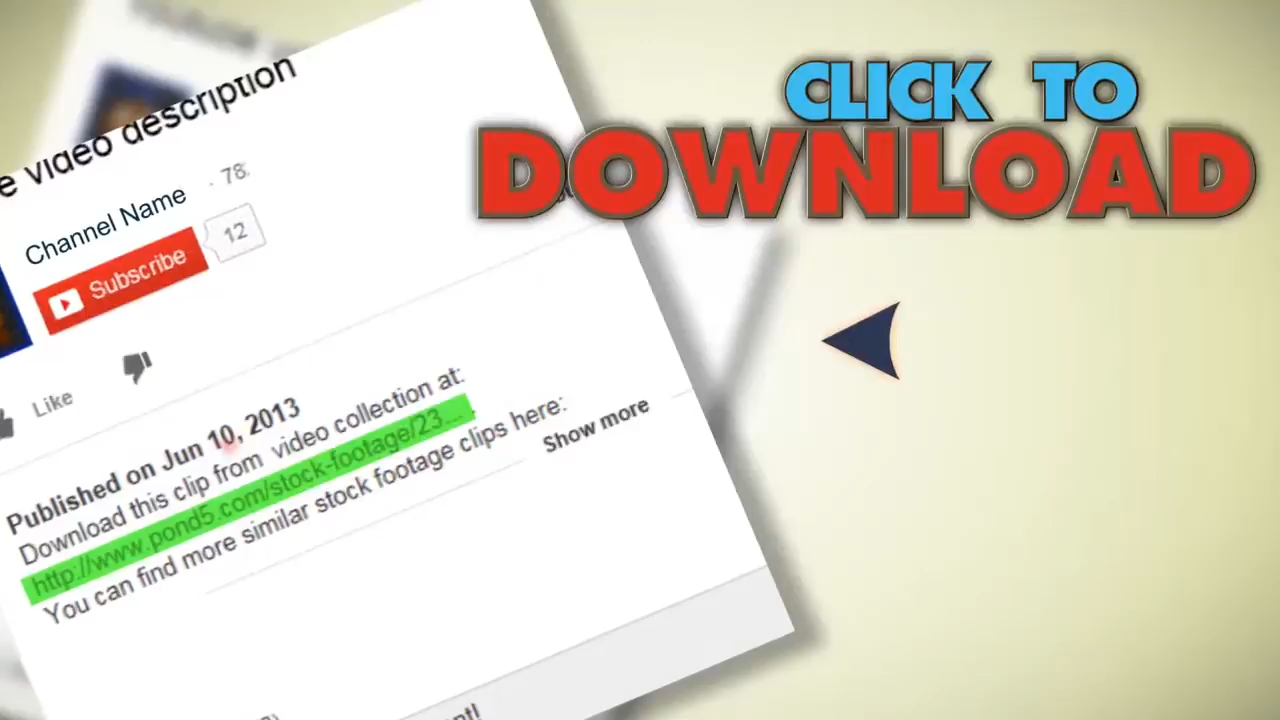 CLICK TO
DOWNLOAD
e video description
Channel Name
78
Subscribe
12
Like
Published on Jun 10, 2013
Download this clip from video collection at:
http://www.pond5.com/stock-footage/23...
You can find more similar stock footage clips here:
Show more